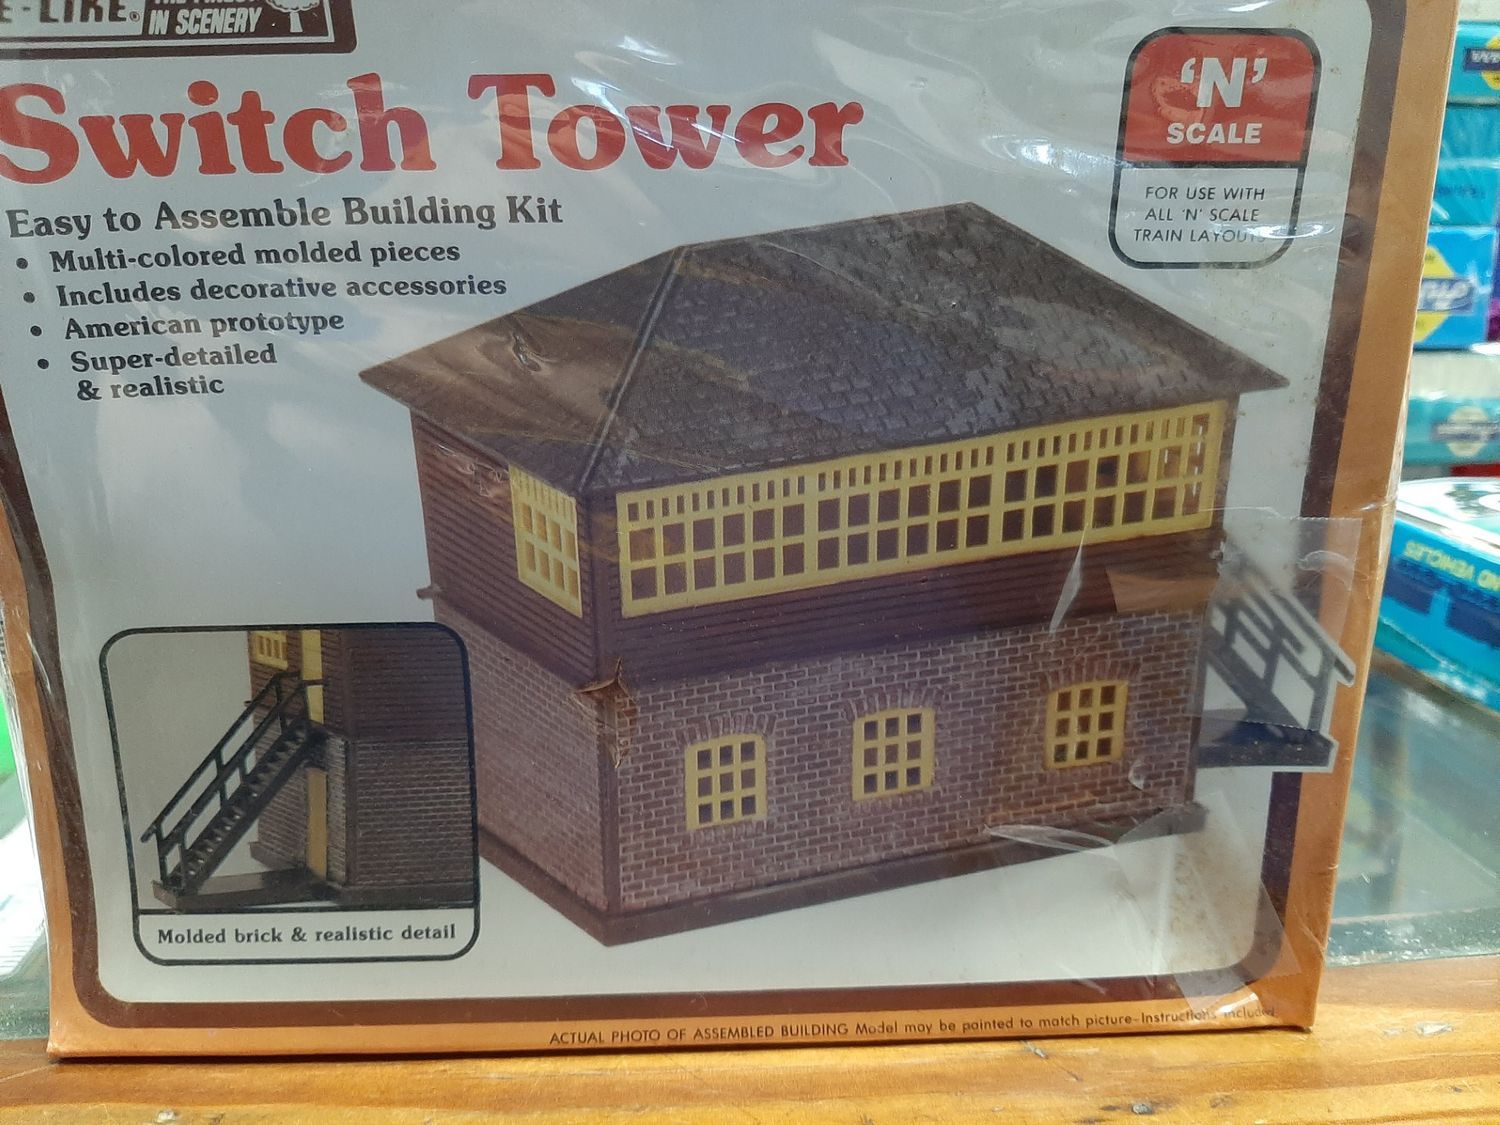 IN SCENERY
Switch Tower
'N'
SCALE
FOR USE WITH
ALL 'N' SCALE
TRAIN LAYOUTS
Easy to Assemble Building Kit
• Multi-colored molded pieces
• Includes decorative accessories
• American prototype
• Super-detailed
& realistic
Molded brick & realistic detail
ACTUAL PHOTO OF ASSEMBLED BUILDING Model may be painted to match picture-Instructions included.
VEHICLES